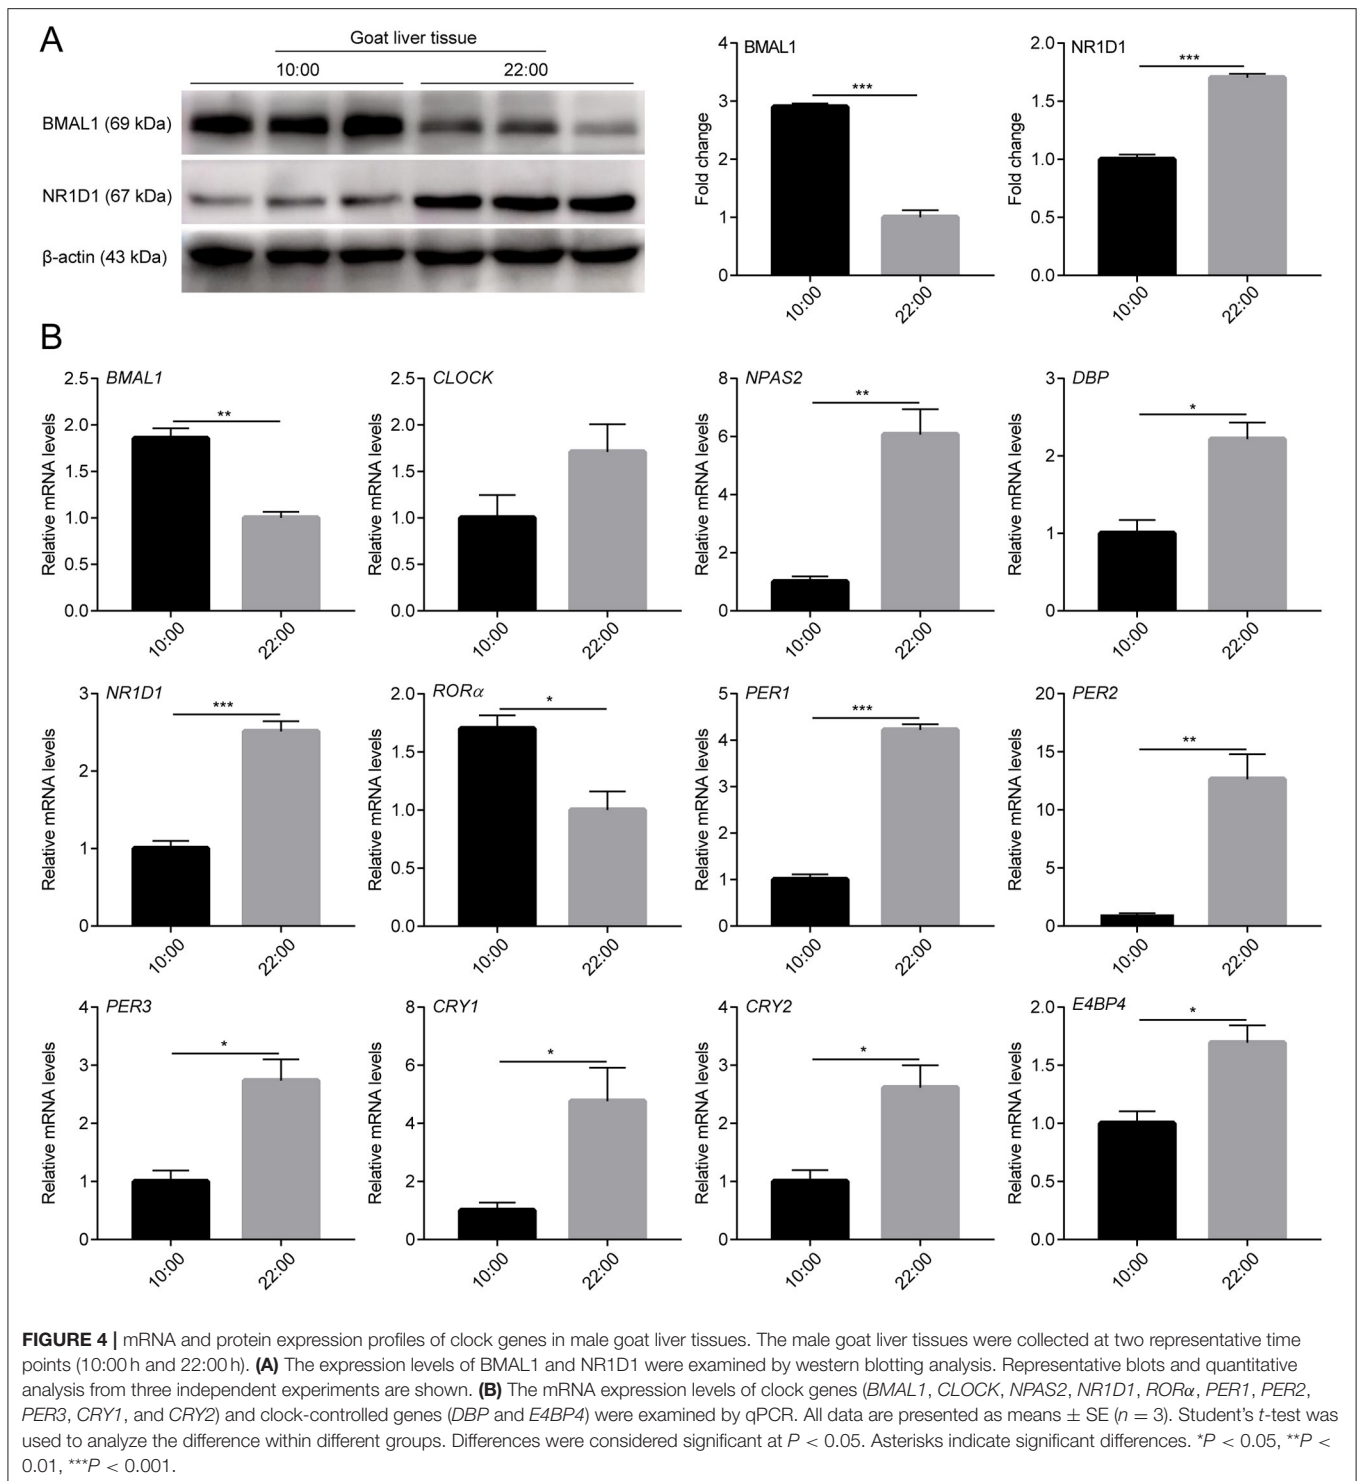 A
Goat liver tissue
10:00 22:00
BMAL1 (69 kDa)
NR1D1 (67 kDa)
β-actin (43 kDa)
BMAL1
Fold change
4
3
2
1
0
***
10:00 22:00
NR1D1
Fold change
2.0
1.5
1.0
0.5
0.0
***
10:00 22:00
B
BMAL1
Relative mRNA levels
2.5
2.0
1.5
1.0
0.5
0.0
**
10:00 22:00
CLOCK
Relative mRNA levels
2.5
2.0
1.5
1.0
0.5
0.0
10:00 22:00
NPAS2
Relative mRNA levels
8
6
4
2
0
**
10:00 22:00
DBP
Relative mRNA levels
3
2
1
0
*
10:00 22:00
NR1D1
Relative mRNA levels
3
2
1
0
***
10:00 22:00
RORα
Relative mRNA levels
2.0
1.5
1.0
0.5
0.0
*
10:00 22:00
PER1
Relative mRNA levels
5
4
3
2
1
0
***
10:00 22:00
PER2
Relative mRNA levels
20
15
10
5
0
**
10:00 22:00
PER3
Relative mRNA levels
4
3
2
1
0
*
10:00 22:00
CRY1
Relative mRNA levels
8
6
4
2
0
*
10:00 22:00
CRY2
Relative mRNA levels
4
3
2
1
0
*
10:00 22:00
E4BP4
Relative mRNA levels
2.0
1.5
1.0
0.5
0.0
*
10:00 22:00
FIGURE 4 | mRNA and protein expression profiles of clock genes in male goat liver tissues. The male goat liver tissues were collected at two representative time
points (10:00 h and 22:00 h). (A) The expression levels of BMAL1 and NR1D1 were examined by western blotting analysis. Representative blots and quantitative
analysis from three independent experiments are shown. (B) The mRNA expression levels of clock genes (BMAL1, CLOCK, NPAS2, NR1D1, RORα, PER1, PER2,
PER3, CRY1, and CRY2) and clock-controlled genes (DBP and E4BP4) were examined by qPCR. All data are presented as means ± SE (n = 3). Student's t-test was
used to analyze the difference within different groups. Differences were considered significant at P < 0.05. Asterisks indicate significant differences. *P < 0.05, **P <
0.01, ***P < 0.001.